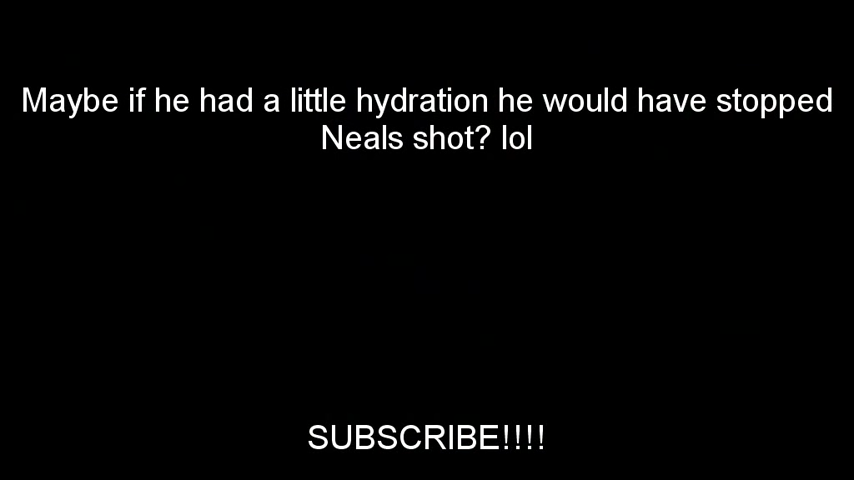 Maybe if he had a little hydration he would have stopped
Neals shot? lol
SUBSCRIBE!!!!